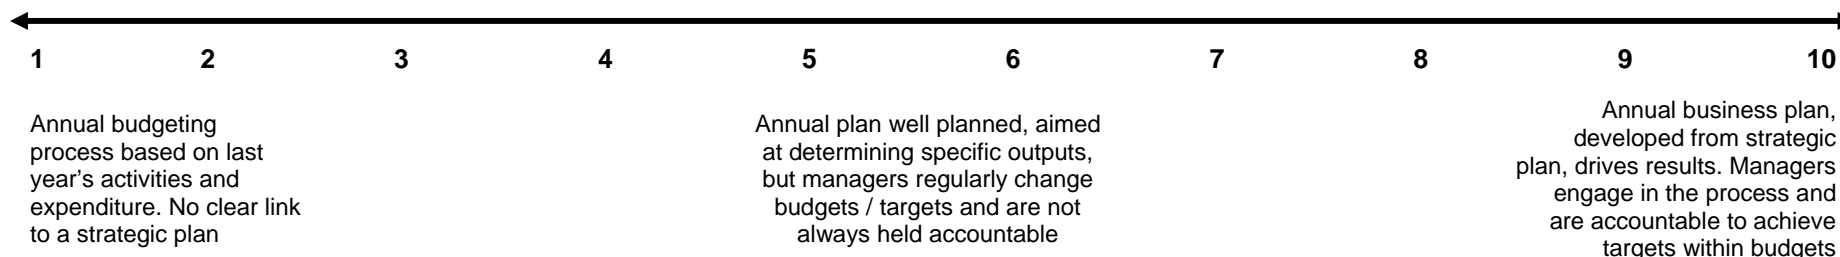 1 2 3 4 5 6 7 8 9 10
Annual budgeting
process based on last
year’s activities and
expenditure. No clear link
to a strategic plan
Annual plan well planned, aimed
at determining specific outputs,
but managers regularly change
budgets / targets and are not
always held accountable
Annual business plan,
developed from strategic
plan, drives results. Managers
engage in the process and
are accountable to achieve
targets within budgets